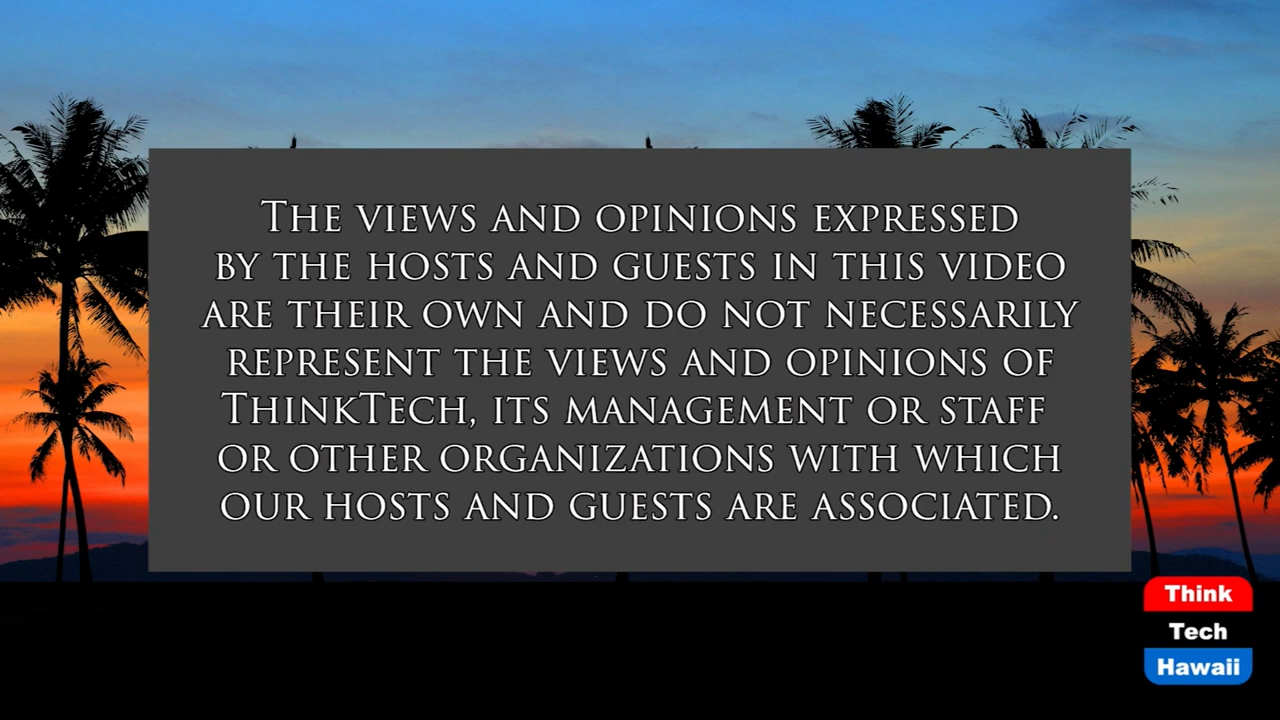 The views and opinions expressed
by the hosts and guests in this video
are their own and do not necessarily
represent the views and opinions of
ThinkTech, its management or staff
or other organizations with which
our hosts and guests are associated.
Think
Tech
Hawaii